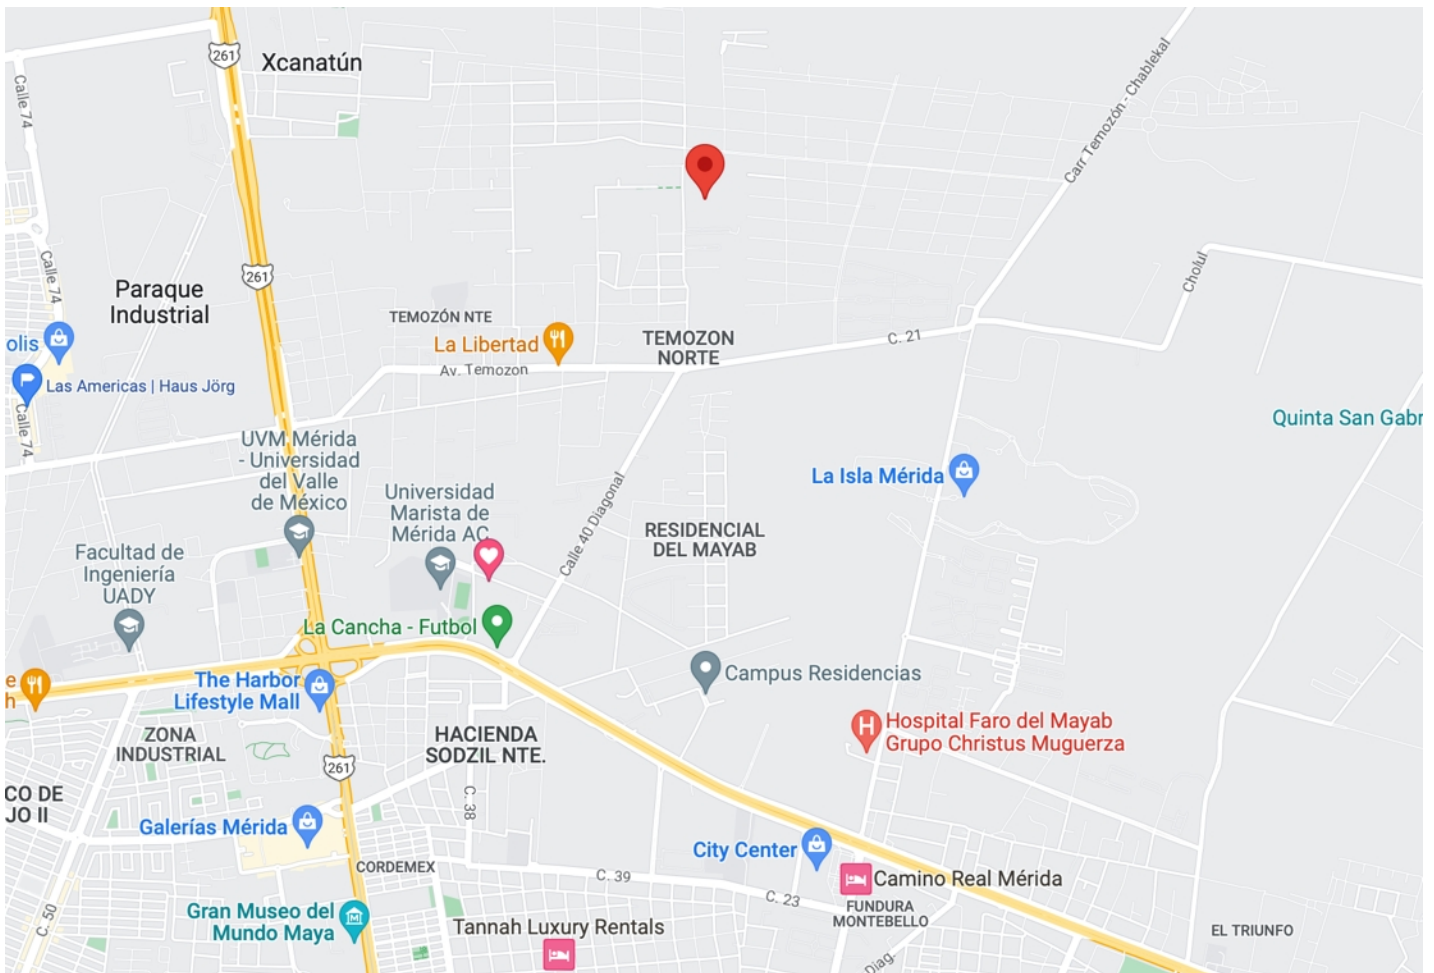 261
Xcanatún
Calle 74
Carr Temozón - Chablekal
Calle 74
261
Cholul
Paraque
Industrial
TEMOZÓN NTE
La Libertad
TEMOZON
NORTE
C. 21
olis
Av. Temozon
Las Americas | Haus Jörg
Calle 74
Quinta San Gabr
UVM Mérida
- Universidad
del Valle
de México
La Isla Mérida
Universidad
Marista de
Mérida AC
Calle 40 Diagonal
RESIDENCIAL
DEL MAYAB
Facultad de
Ingeniería
UADY
La Cancha - Futbol
Campus Residencias
e
h
The Harbor
Lifestyle Mall
Hospital Faro del Mayab
Grupo Christus Muguerza
ZONA
INDUSTRIAL
HACIENDA
SODZIL NTE.
261
CO DE
JO II
C. 38
Galerías Mérida
City Center
CORDEMEX
C. 39
Camino Real Mérida
C. 23
FUNDURA
MONTEBELLO
C. 50
Gran Museo del
Mundo Maya
Tannah Luxury Rentals
EL TRIUNFO
Diag.